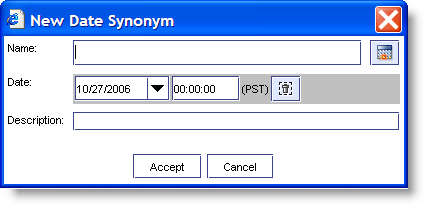 New Date Synonym
Name:
Date: 10/27/2006 00:00:00 (PST)
Description:
Accept Cancel